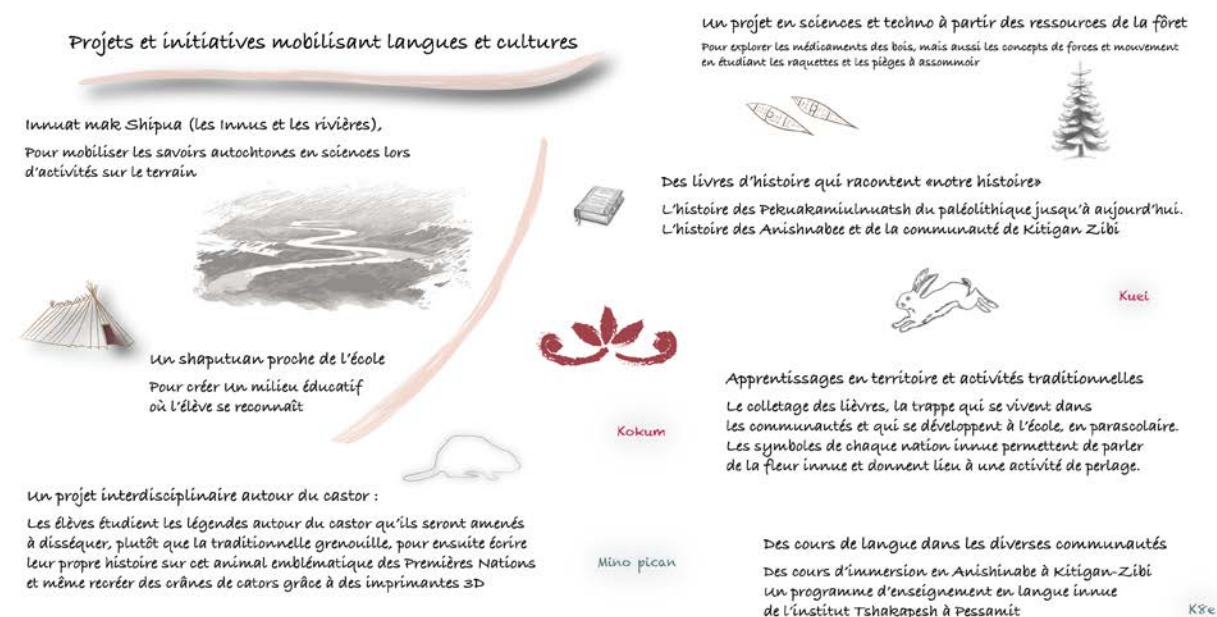 Projets et initiatives mobilisant langues et cultures
Innuat mak Shipua (les Innus et les rivières),
Pour mobiliser les savoirs autochtones en sciences lors
d'activités sur le terrain
Un shaputuan proche de l'école
Pour créer un milieu éducatif
où l'élève se reconnaît
Un projet interdisciplinaire autour du castor :
Les élèves étudient les légendes autour du castor qu'ils seront amenés
à disséquer, plutôt que la traditionnelle grenouille, pour ensuite écrire
leur propre histoire sur cet animal emblématique des Premières Nations
et même recréer des crânes de cators grâce à des imprimantes 3D
Un projet en sciences et techno à partir des ressources de la fôret
Pour explorer les médicaments des bois, mais aussi les concepts de forces et mouvement
en étudiant les raquettes et les pièges à assommoir
Des livres d'histoire qui racontent «notre histoire»
L'histoire des Pekuakamiulnuatsh du paléolithique jusqu'à aujourd'hui.
L'histoire des Anishnabee et de la communauté de Kitigan Zibi
Kuei
Kokum
Apprentissages en territoire et activités traditionnelles
Le colletage des lièvres, la trappe qui se vivent dans
les communautés et qui se développent à l'école, en parascolaire.
Les symboles de chaque nation innue permettent de parler
de la fleur innue et donnent lieu à une activité de perlage.
Mino pican
Des cours de langue dans les diverses communautés
Des cours d'immersion en Anishinabe à Kitigan-Zibi
Un programme d'enseignement en langue innue
de l'institut Tshakapesh à Pessamit
K8e